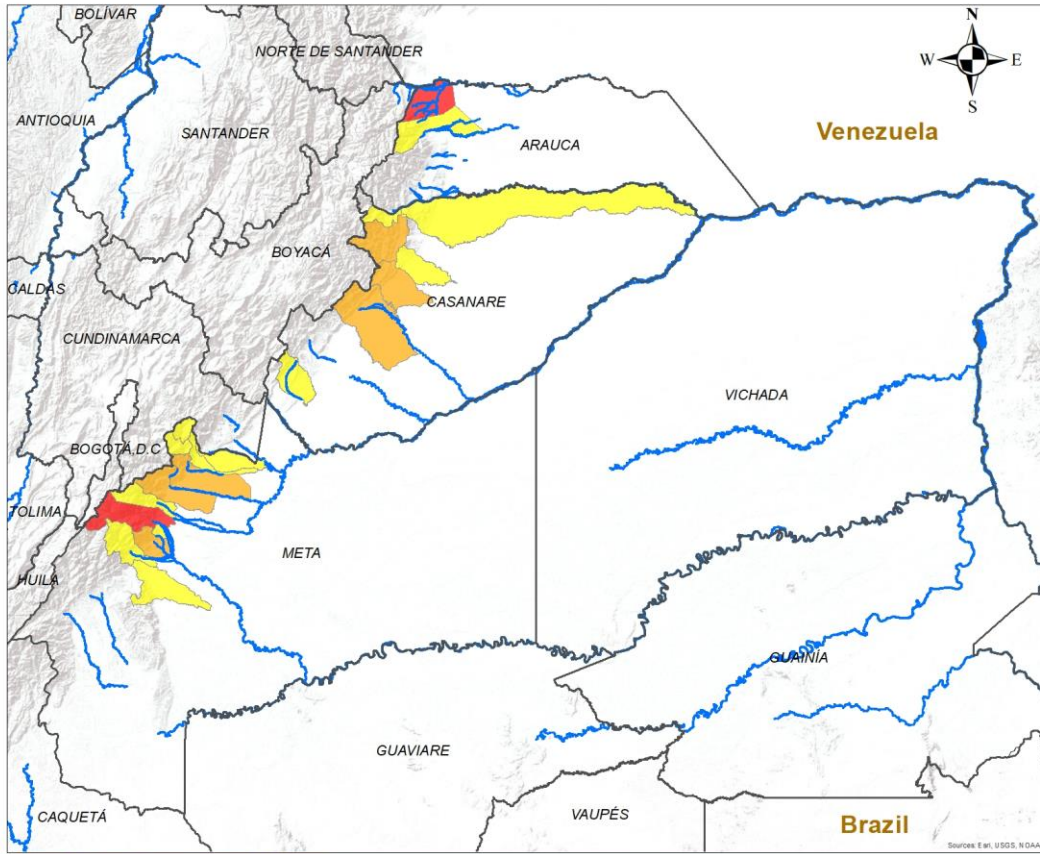 BOLÍVAR
NORTE DE SANTANDER
N
W E
S
ANTIOQUIA
SANTANDER
ARAUCA
Venezuela
BOYACÁ
CALDAS
CASANARE
CUNDINAMARCA
VICHADA
BOGOTÁ.D.C
TOLIMA
META
HUILA
GUAINÍA
GUAVIARE
CAQUETÁ
VAUPÉS
Brazil
Sources: Esri, USGS, NOAA